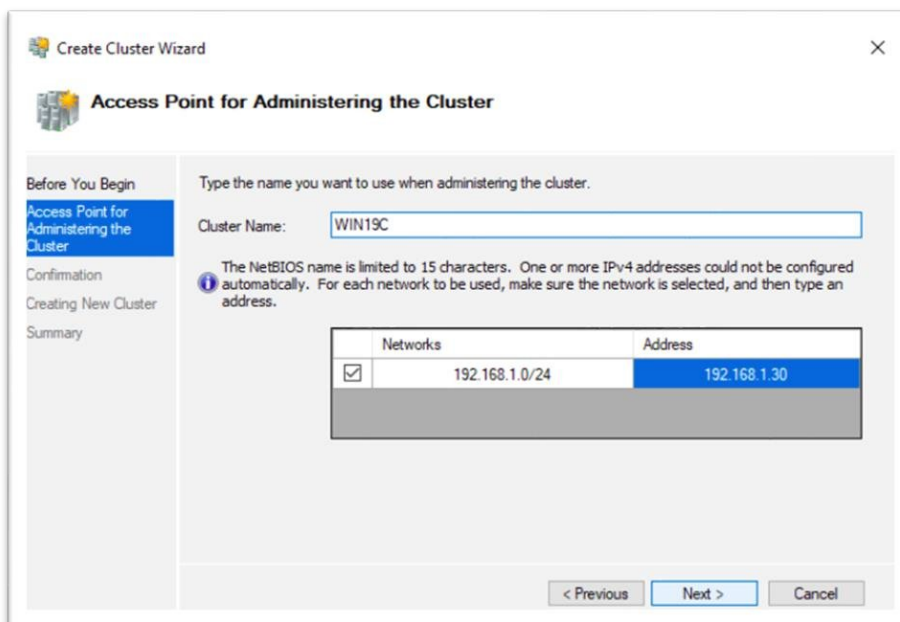 Create Cluster Wizard
Access Point for Administering the Cluster
Before You Begin
Access Point for
Administering the
Cluster
Confirmation
Creating New Cluster
Summary
Type the name you want to use when administering the cluster.
Cluster Name:
WIN19C
The NetBIOS name is limited to 15 characters. One or more IPv4 addresses could not be configured
automatically. For each network to be used, make sure the network is selected, and then type an
address.
Networks Address
192.168.1.0/24 192.168.1.30
< Previous Next > Cancel